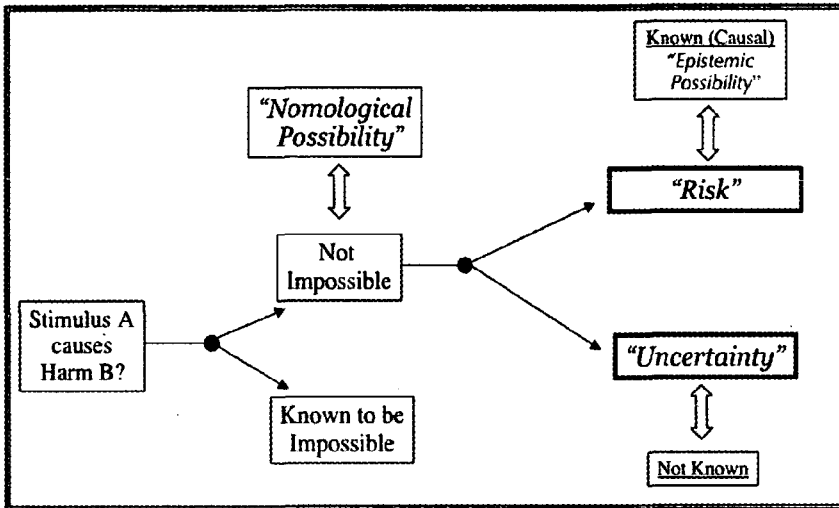 Stimulus A
causes
Harm B?
"Nomological
Possibility"
Not
Impossible
Known to be
Impossible
Known (Causal)
"Epistemic
Possibility"
"Risk"
"Uncertainty"
Not Known